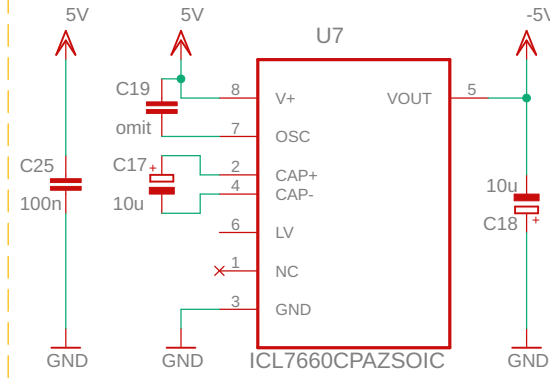 5V
5V
-5V
U7
C19
omit
8
V+
VOUT
5
7
OSC
C17
+
10u
2
CAP+
4
CAP-
C25
100n
10u
C18
+
6
LV
1
NC
3
GND
GND
GND
ICL7660CPAZSOIC
GND